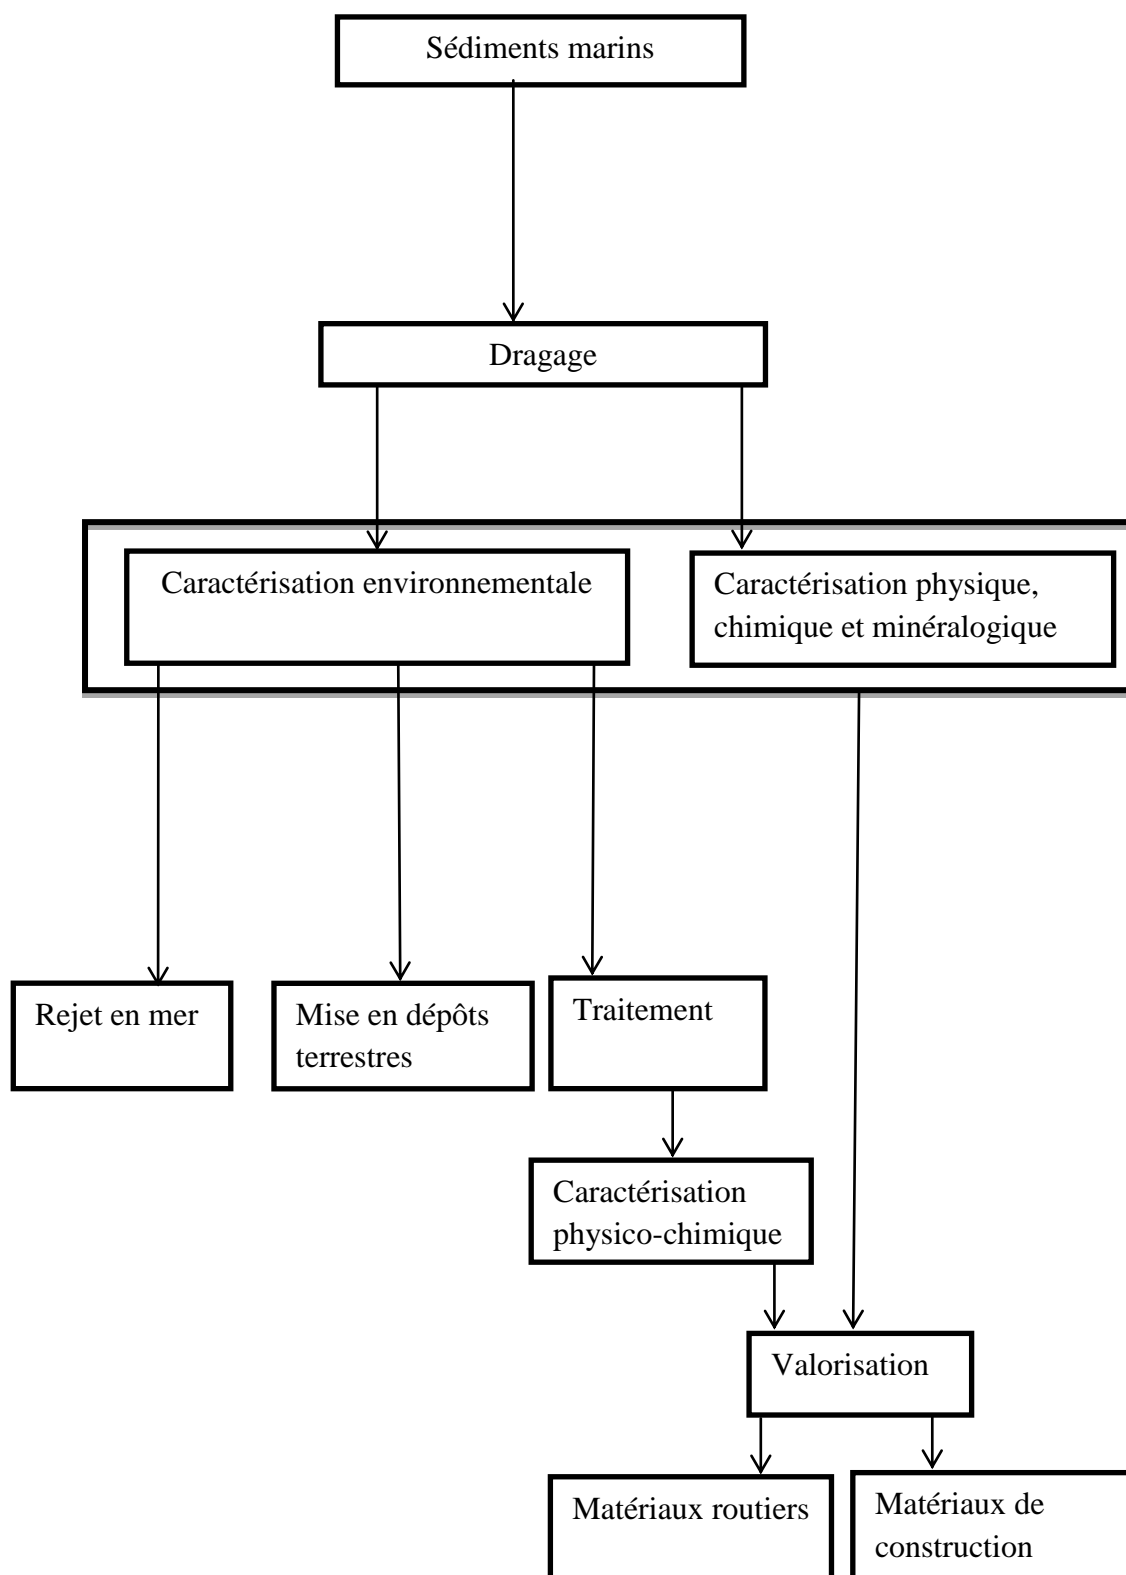 Sédiments marins
Dragage
Caractérisation environnementale
Caractérisation physique,
chimique et minéralogique
Rejet en mer
Mise en dépôts
terrestres
Traitement
Caractérisation
physico-chimique
Valorisation
Matériaux routiers
Matériaux de
construction